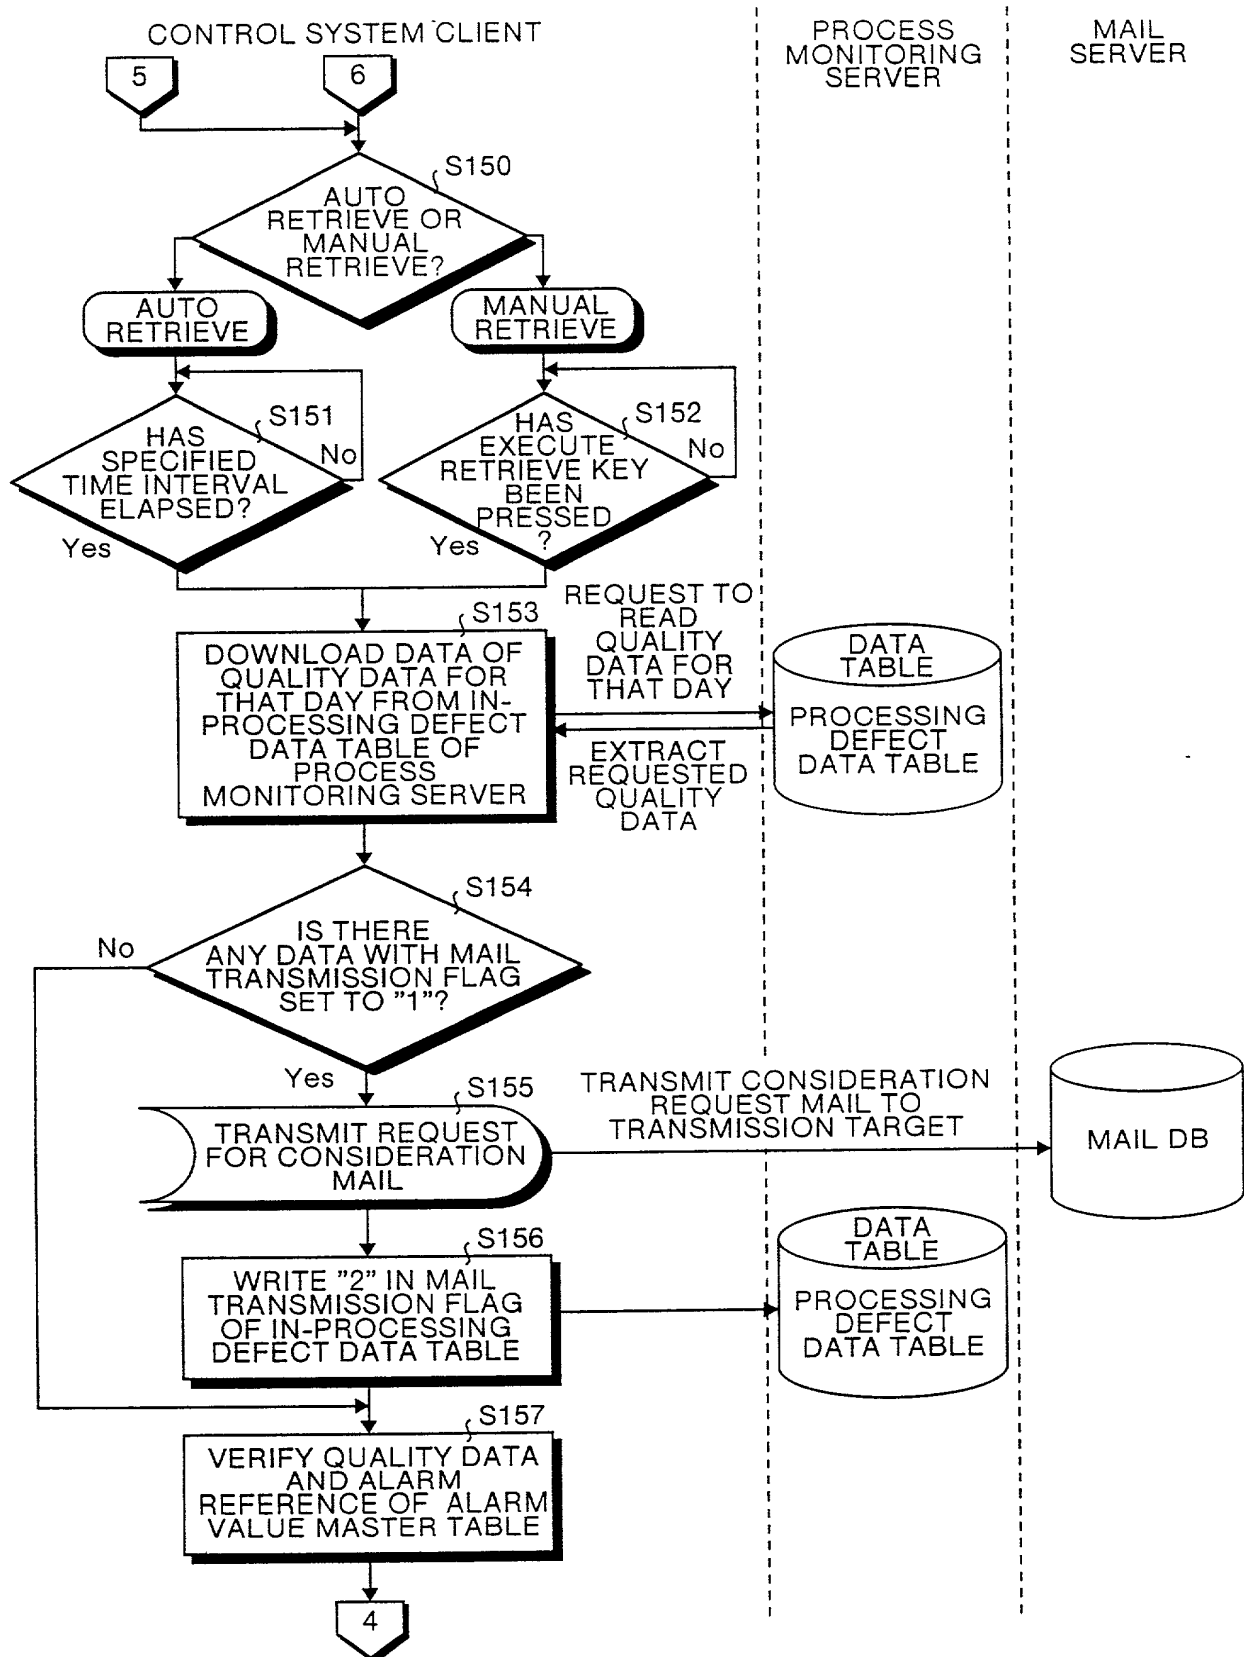 CONTROL SYSTEM CLIENT
PROCESS
MONITORING
SERVER
MAIL
SERVER
5
6
S150
AUTO
RETRIEVE OR
MANUAL
RETRIEVE?
AUTO
RETRIEVE
MANUAL
RETRIEVE
S151
HAS
SPECIFIED
TIME INTERVAL
ELAPSED?
No
Yes
S152
HAS
EXECUTE
RETRIEVE KEY
BEEN
PRESSED
?
No
Yes
S153
DOWNLOAD DATA OF
QUALITY DATA FOR
THAT DAY FROM IN-
PROCESSING DEFECT
DATA TABLE OF
PROCESS
MONITORING SERVER
REQUEST TO
READ
QUALITY
DATA FOR
THAT DAY
EXTRACT
REQUESTED
QUALITY
DATA
DATA
TABLE
PROCESSING
DEFECT
DATA TABLE
S154
IS THERE
ANY DATA WITH MAIL
TRANSMISSION FLAG
SET TO "1"?
No
Yes
S155
TRANSMIT REQUEST
FOR CONSIDERATION
MAIL
TRANSMIT CONSIDERATION
REQUEST MAIL TO
TRANSMISSION TARGET
MAIL DB
S156
WRITE "2" IN MAIL
TRANSMISSION FLAG
OF IN-PROCESSING
DEFECT DATA TABLE
DATA
TABLE
PROCESSING
DEFECT
DATA TABLE
S157
VERIFY QUALITY DATA
AND ALARM
REFERENCE OF ALARM
VALUE MASTER TABLE
4